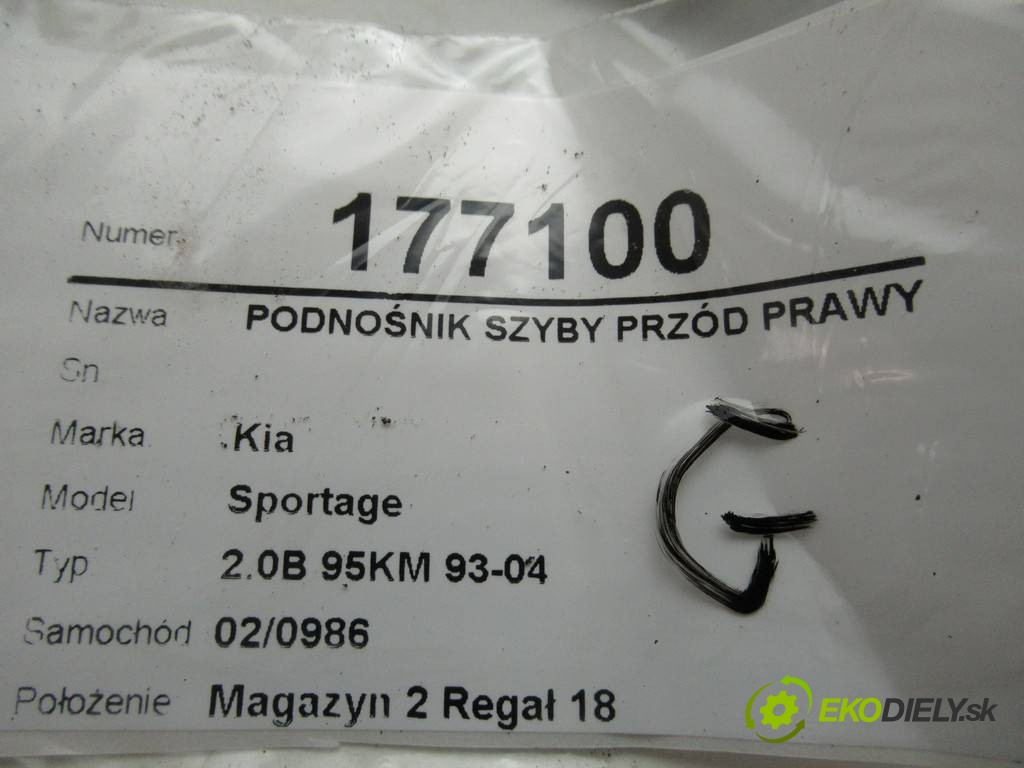 Numer 177100
Nazwa PODNOŚNIK SZYBY PRZÓD PRAWY
Sn
Marka Kia
Model Sportage
Typ 2.0B 95KM 93-04
Samochód 02/0986
Położenie Magazyn 2 Regał 18
G
EKODIELY.sk